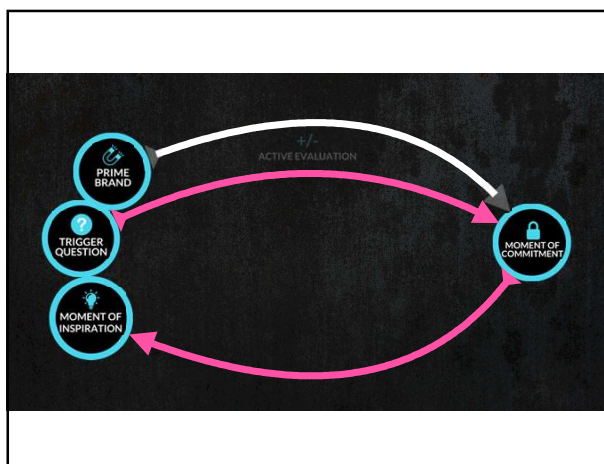 +/-
ACTIVE EVALUATION
PRIME
BRAND
?
TRIGGER
QUESTION
MOMENT OF
COMMITMENT
MOMENT OF
INSPIRATION